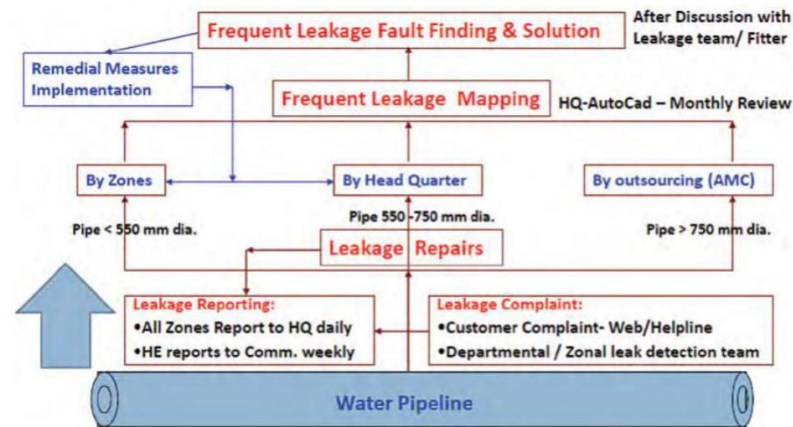 Frequent Leakage Fault Finding & Solution
After Discussion with
Leakage team/ Fitter
Remedial Measures
Implementation
Frequent Leakage Mapping
HQ-AutoCad – Monthly Review
By Zones
By Head Quarter
By outsourcing (AMC)
Pipe < 550 mm dia.
Pipe 550 -750 mm dia.
Pipe > 750 mm dia.
Leakage Repairs
Leakage Reporting:
•All Zones Report to HQ daily
•HE reports to Comm. weekly
Leakage Complaint:
•Customer Complaint- Web/Helpline
•Departmental / Zonal leak detection team
Water Pipeline